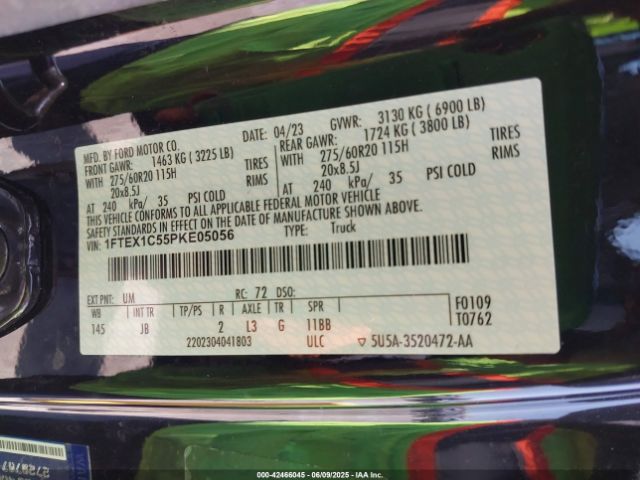 MFD. BY FORD MOTOR CO.
DATE: 04/23 GVWR: 3130 KG ( 6900 LB)
FRONT GAWR: 1463 KG ( 3225 LB)
WITH 275/60R20 115H TIRES
20x8.5J RIMS
AT 240 kPa/ 35 PSI COLD
REAR GAWR: 1724 KG ( 3800 LB)
WITH 275/60R20 115H TIRES
20x8.5J RIMS
AT 240 kPa/ 35 PSI COLD
THIS VEHICLE CONFORMS TO ALL APPLICABLE FEDERAL MOTOR VEHICLE SAFETY AND BUMPER
STANDARDS IN EFFECT ON THE DATE OF MANUFACTURE SHOWN ABOVE.
VIN: 1FTEX1C55PKE05056 TYPE: Truck
EXT PNT: UM RC: 72 DSO:
WB INT TR TP/PS R AXLE TR SPR
145 JB 2 L3 G 11BB
F0109
T0762
2202304041803 ULC ▽ 5U5A-3520472-AA
000-42466045 - 06/09/2025 - IAAI.CA